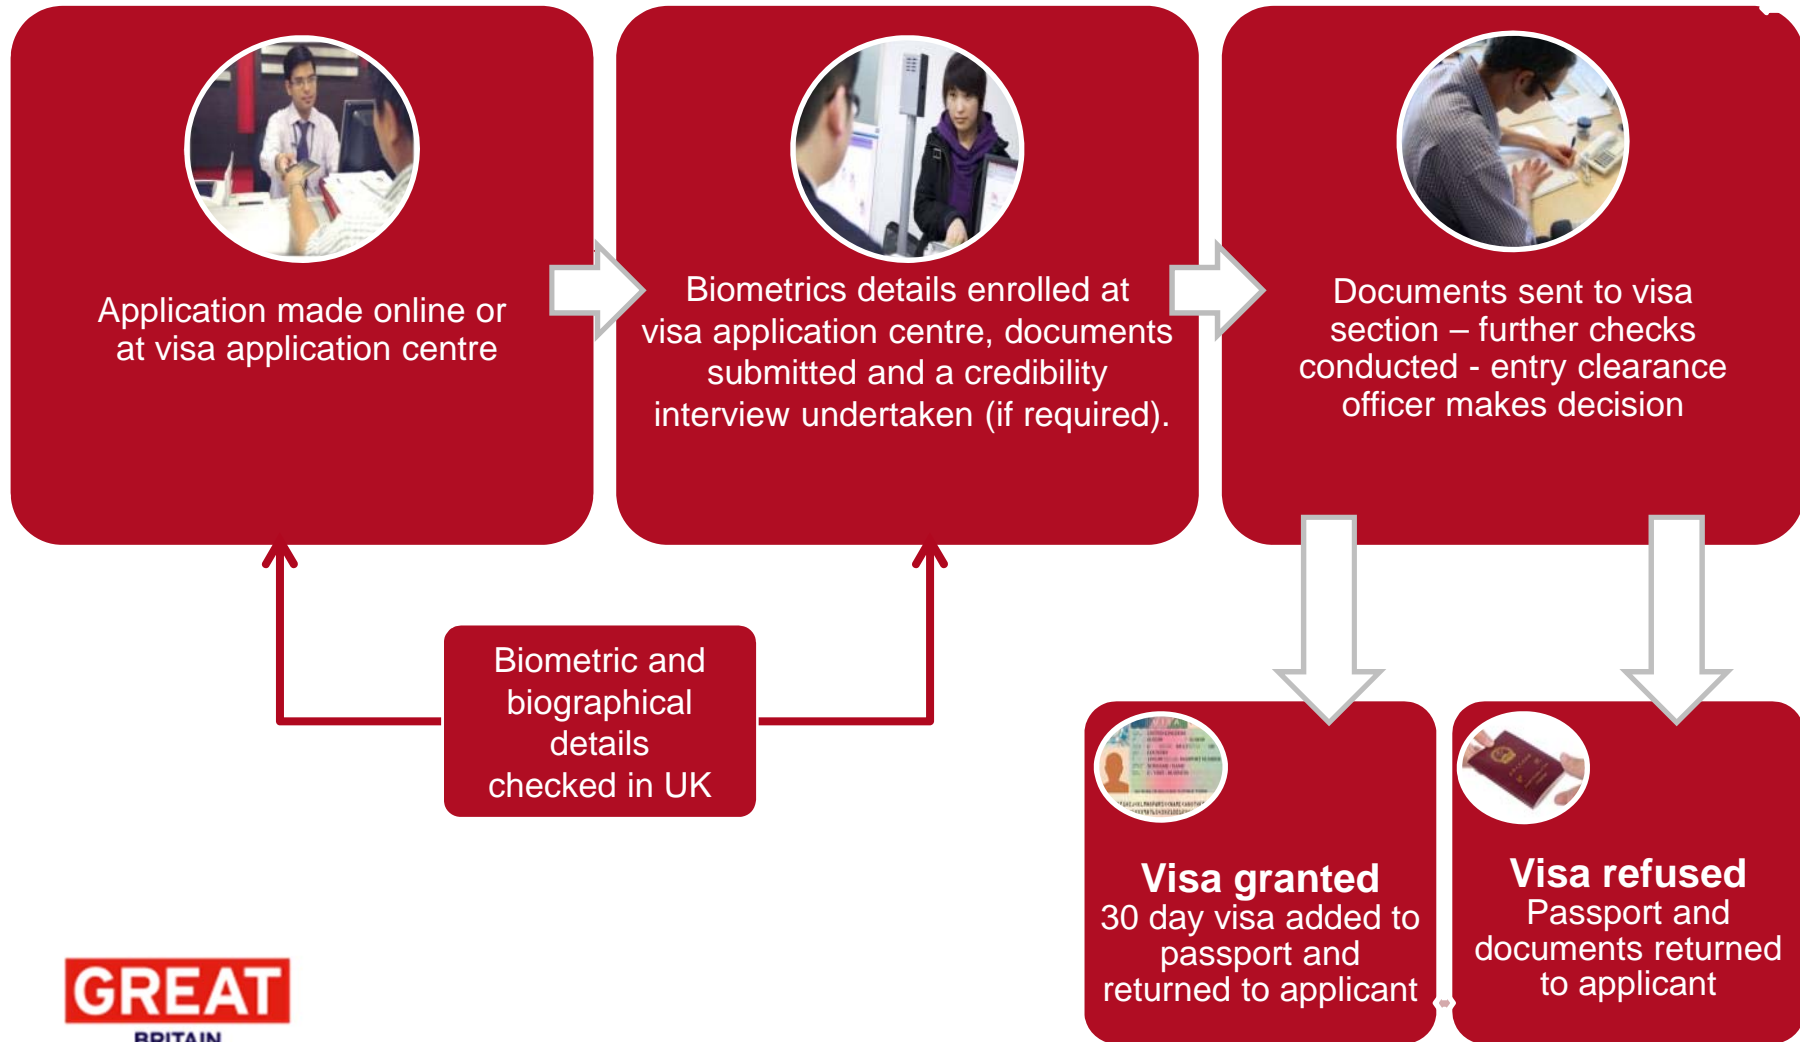 Application made online or
at visa application centre
Biometrics details enrolled at
visa application centre, documents
submitted and a credibility
interview undertaken (if required).
Documents sent to visa
section – further checks
conducted - entry clearance
officer makes decision
Biometric and
biographical
details
checked in UK
Visa granted
30 day visa added to
passport and
returned to applicant
Visa refused
Passport and
documents returned
to applicant
GREAT
BRITAIN